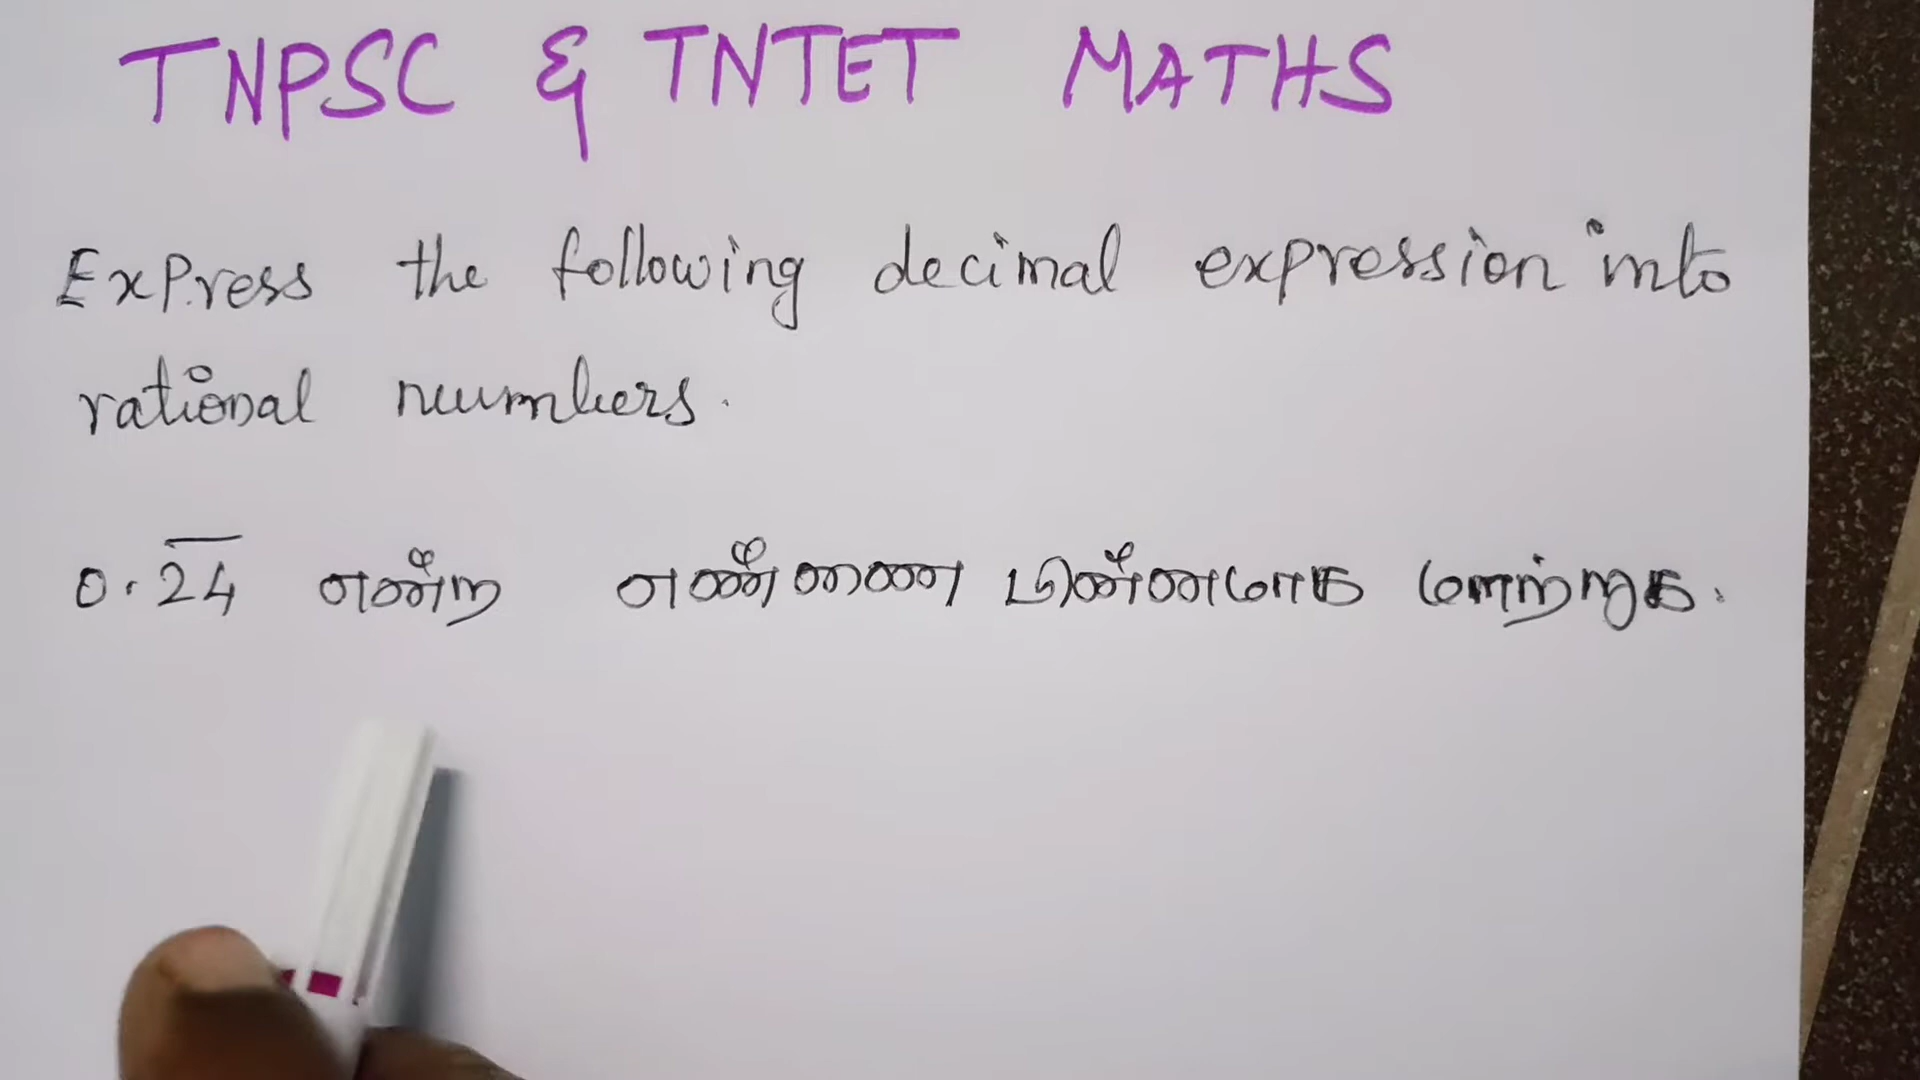 TNPSC & TNTET MATHS
Express the following decimal expression into
rational numbers.
0.2̅4̅ என்ற எண்ணை பின்னமாக மாற்றுக.